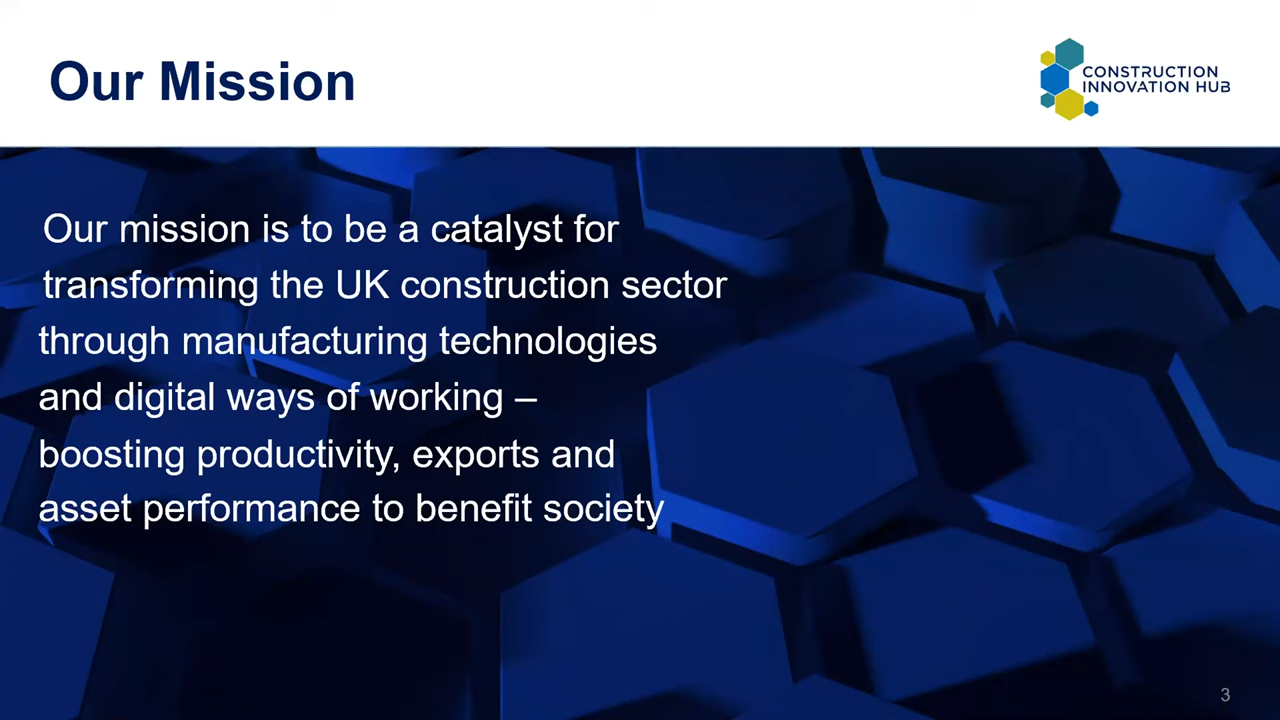 Our Mission
CONSTRUCTION
INNOVATION HUB
Our mission is to be a catalyst for
transforming the UK construction sector
through manufacturing technologies
and digital ways of working –
boosting productivity, exports and
asset performance to benefit society
3